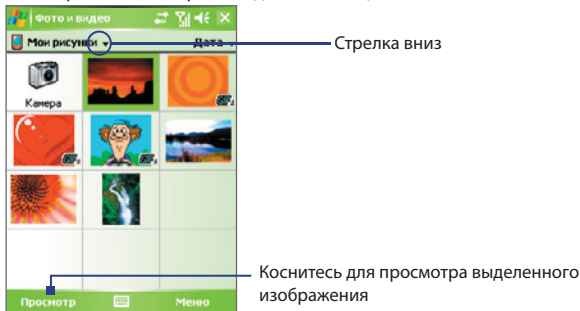 Фото и видео
Мои рисунки
Дата
Стрелка вниз
Камера
Коснитесь для просмотра выделенного
изображения
Просмотр
Меню